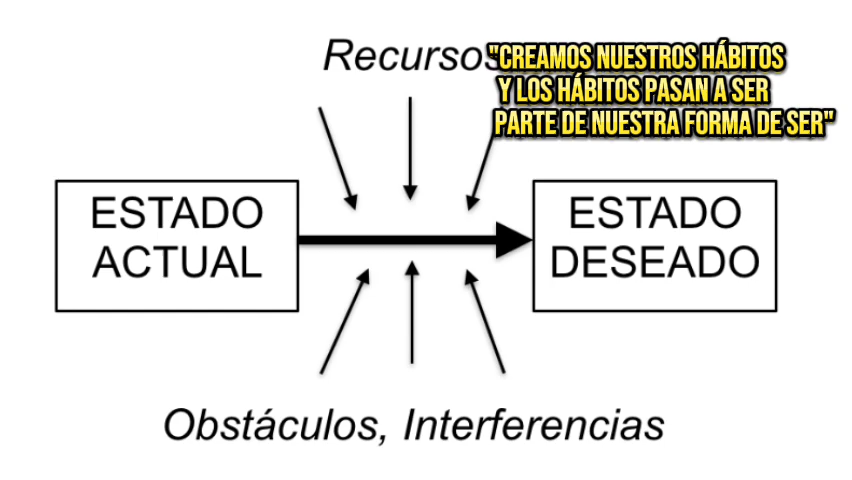 Recursos
"CREAMOS NUESTROS HÁBITOS
Y LOS HÁBITOS PASAN A SER
PARTE DE NUESTRA FORMA DE SER"
ESTADO
ACTUAL
ESTADO
DESEADO
Obstáculos, Interferencias